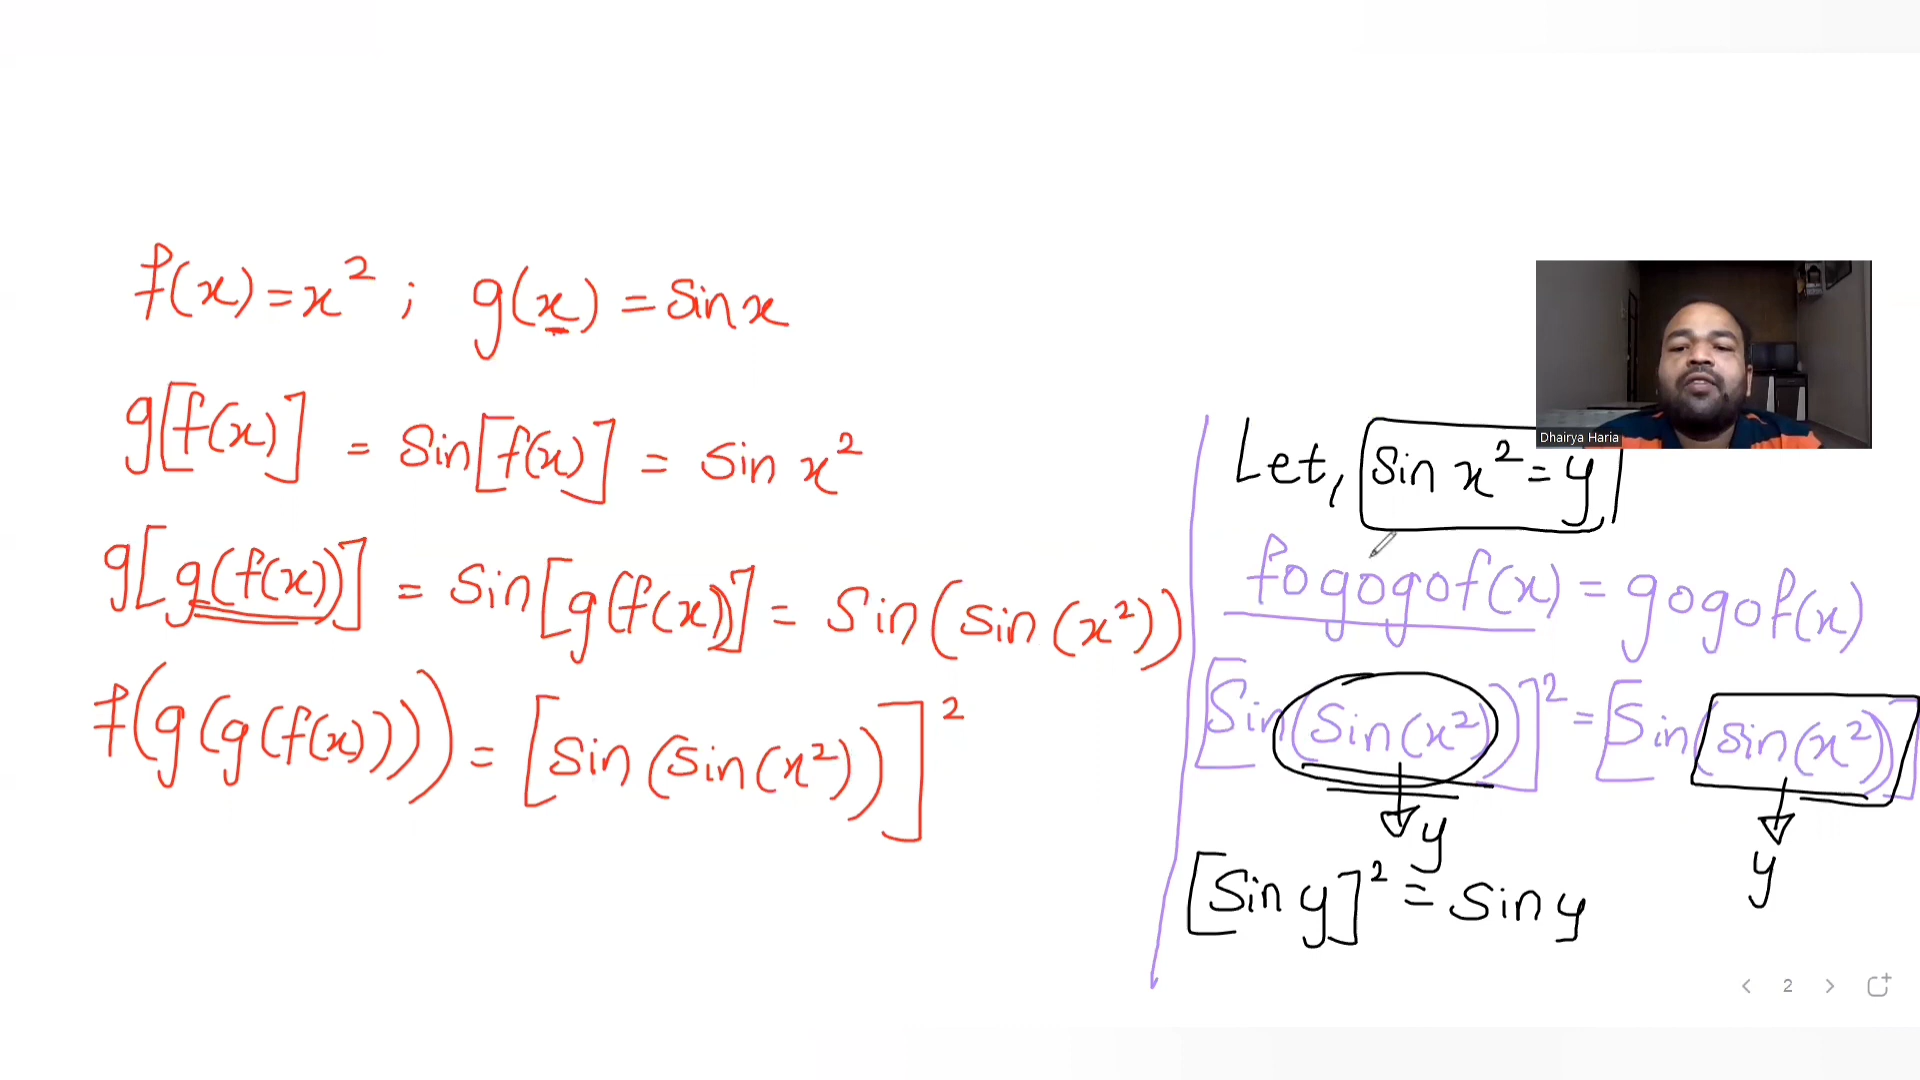 f(x)=x² ; g(x) = sin x
g[f(x)] = Sin[f(x)] = sin x²
g[g(f(x))] = Sin[g(f(x))] = Sin(sin(x²))
f(g(g(f(x)))) = [Sin(sin(x²))]²
Dhairya Haria
Let, sin x² = y
fogogof(x) = gogof(x)
[Sin(Sin(x²))]² = [Sin(sin(x²))]
y
y
[Sin y]² = Sin y
2